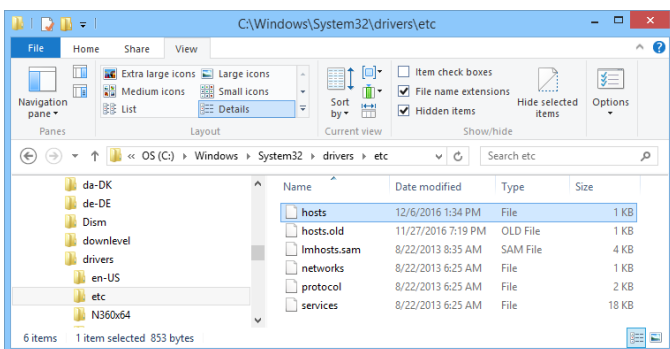 C:\Windows\System32\drivers\etc
File Home Share View
Navigation pane
Extra large icons Large icons
Medium icons Small icons
List Details
Sort by
Item check boxes
File name extensions
Hidden items
Hide selected items
Options
Panes Layout Current view Show/hide
« OS (C:) Windows System32 drivers etc Search etc
Name Date modified Type Size
da-DK
de-DE
Dism
downlevel
drivers
en-US
etc
N360x64
hosts 12/6/2016 1:34 PM File 1 KB
hosts.old 11/27/2016 7:19 PM OLD File 1 KB
lmhosts.sam 8/22/2013 8:35 AM SAM File 4 KB
networks 8/22/2013 6:25 AM File 1 KB
protocol 8/22/2013 6:25 AM File 2 KB
services 8/22/2013 6:25 AM File 18 KB
6 items 1 item selected 853 bytes